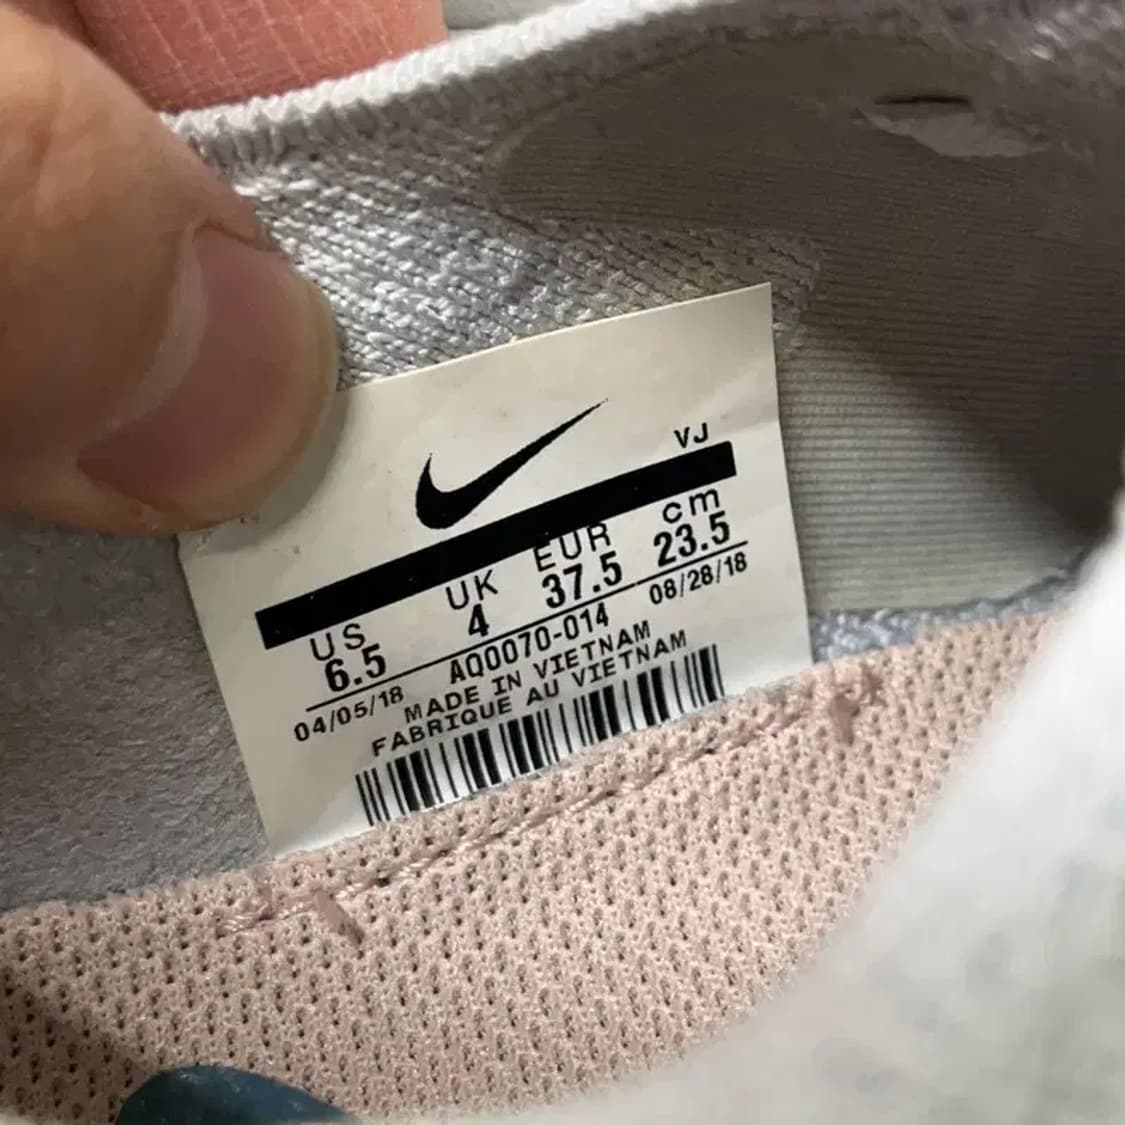 VJ
US UK EUR cm
6.5 4 37.5 23.5
04/05/18 AQ0070-014 08/28/18
MADE IN VIETNAM
FABRIQUE AU VIETNAM